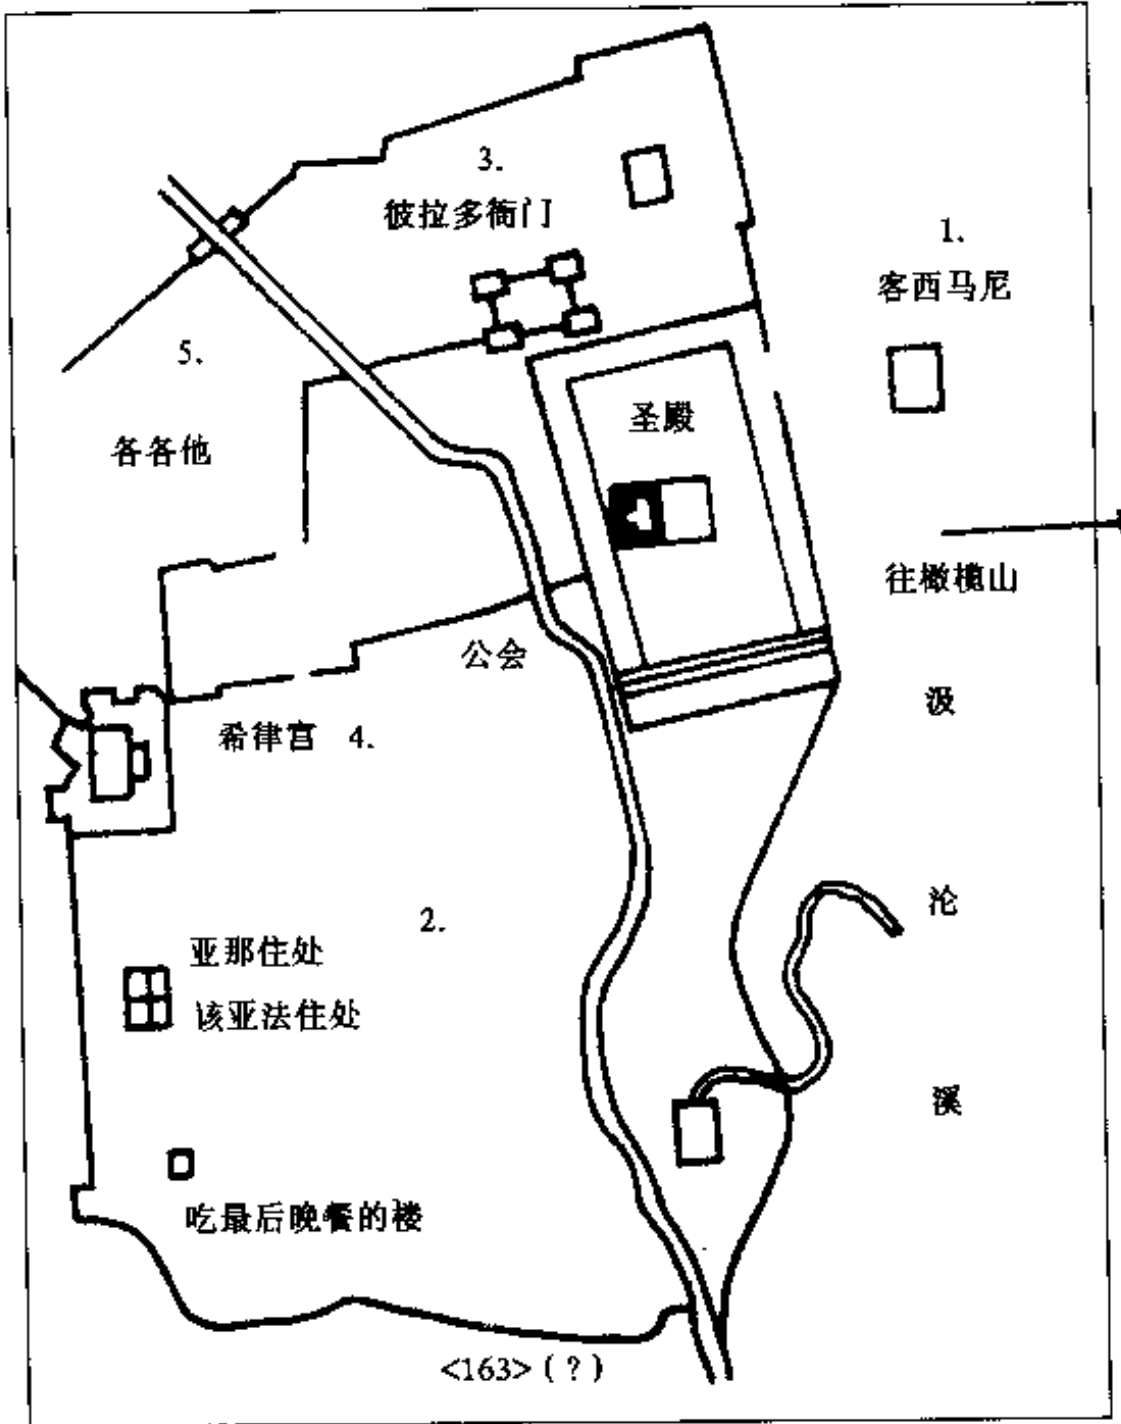 3.
彼拉多衙门
1.
客西马尼
5.
各各他
圣殿
往橄榄山
公会
希律宫 4.
汲
沦
溪
2.
亚那住处
该亚法住处
吃最后晚餐的楼
<163> (?)